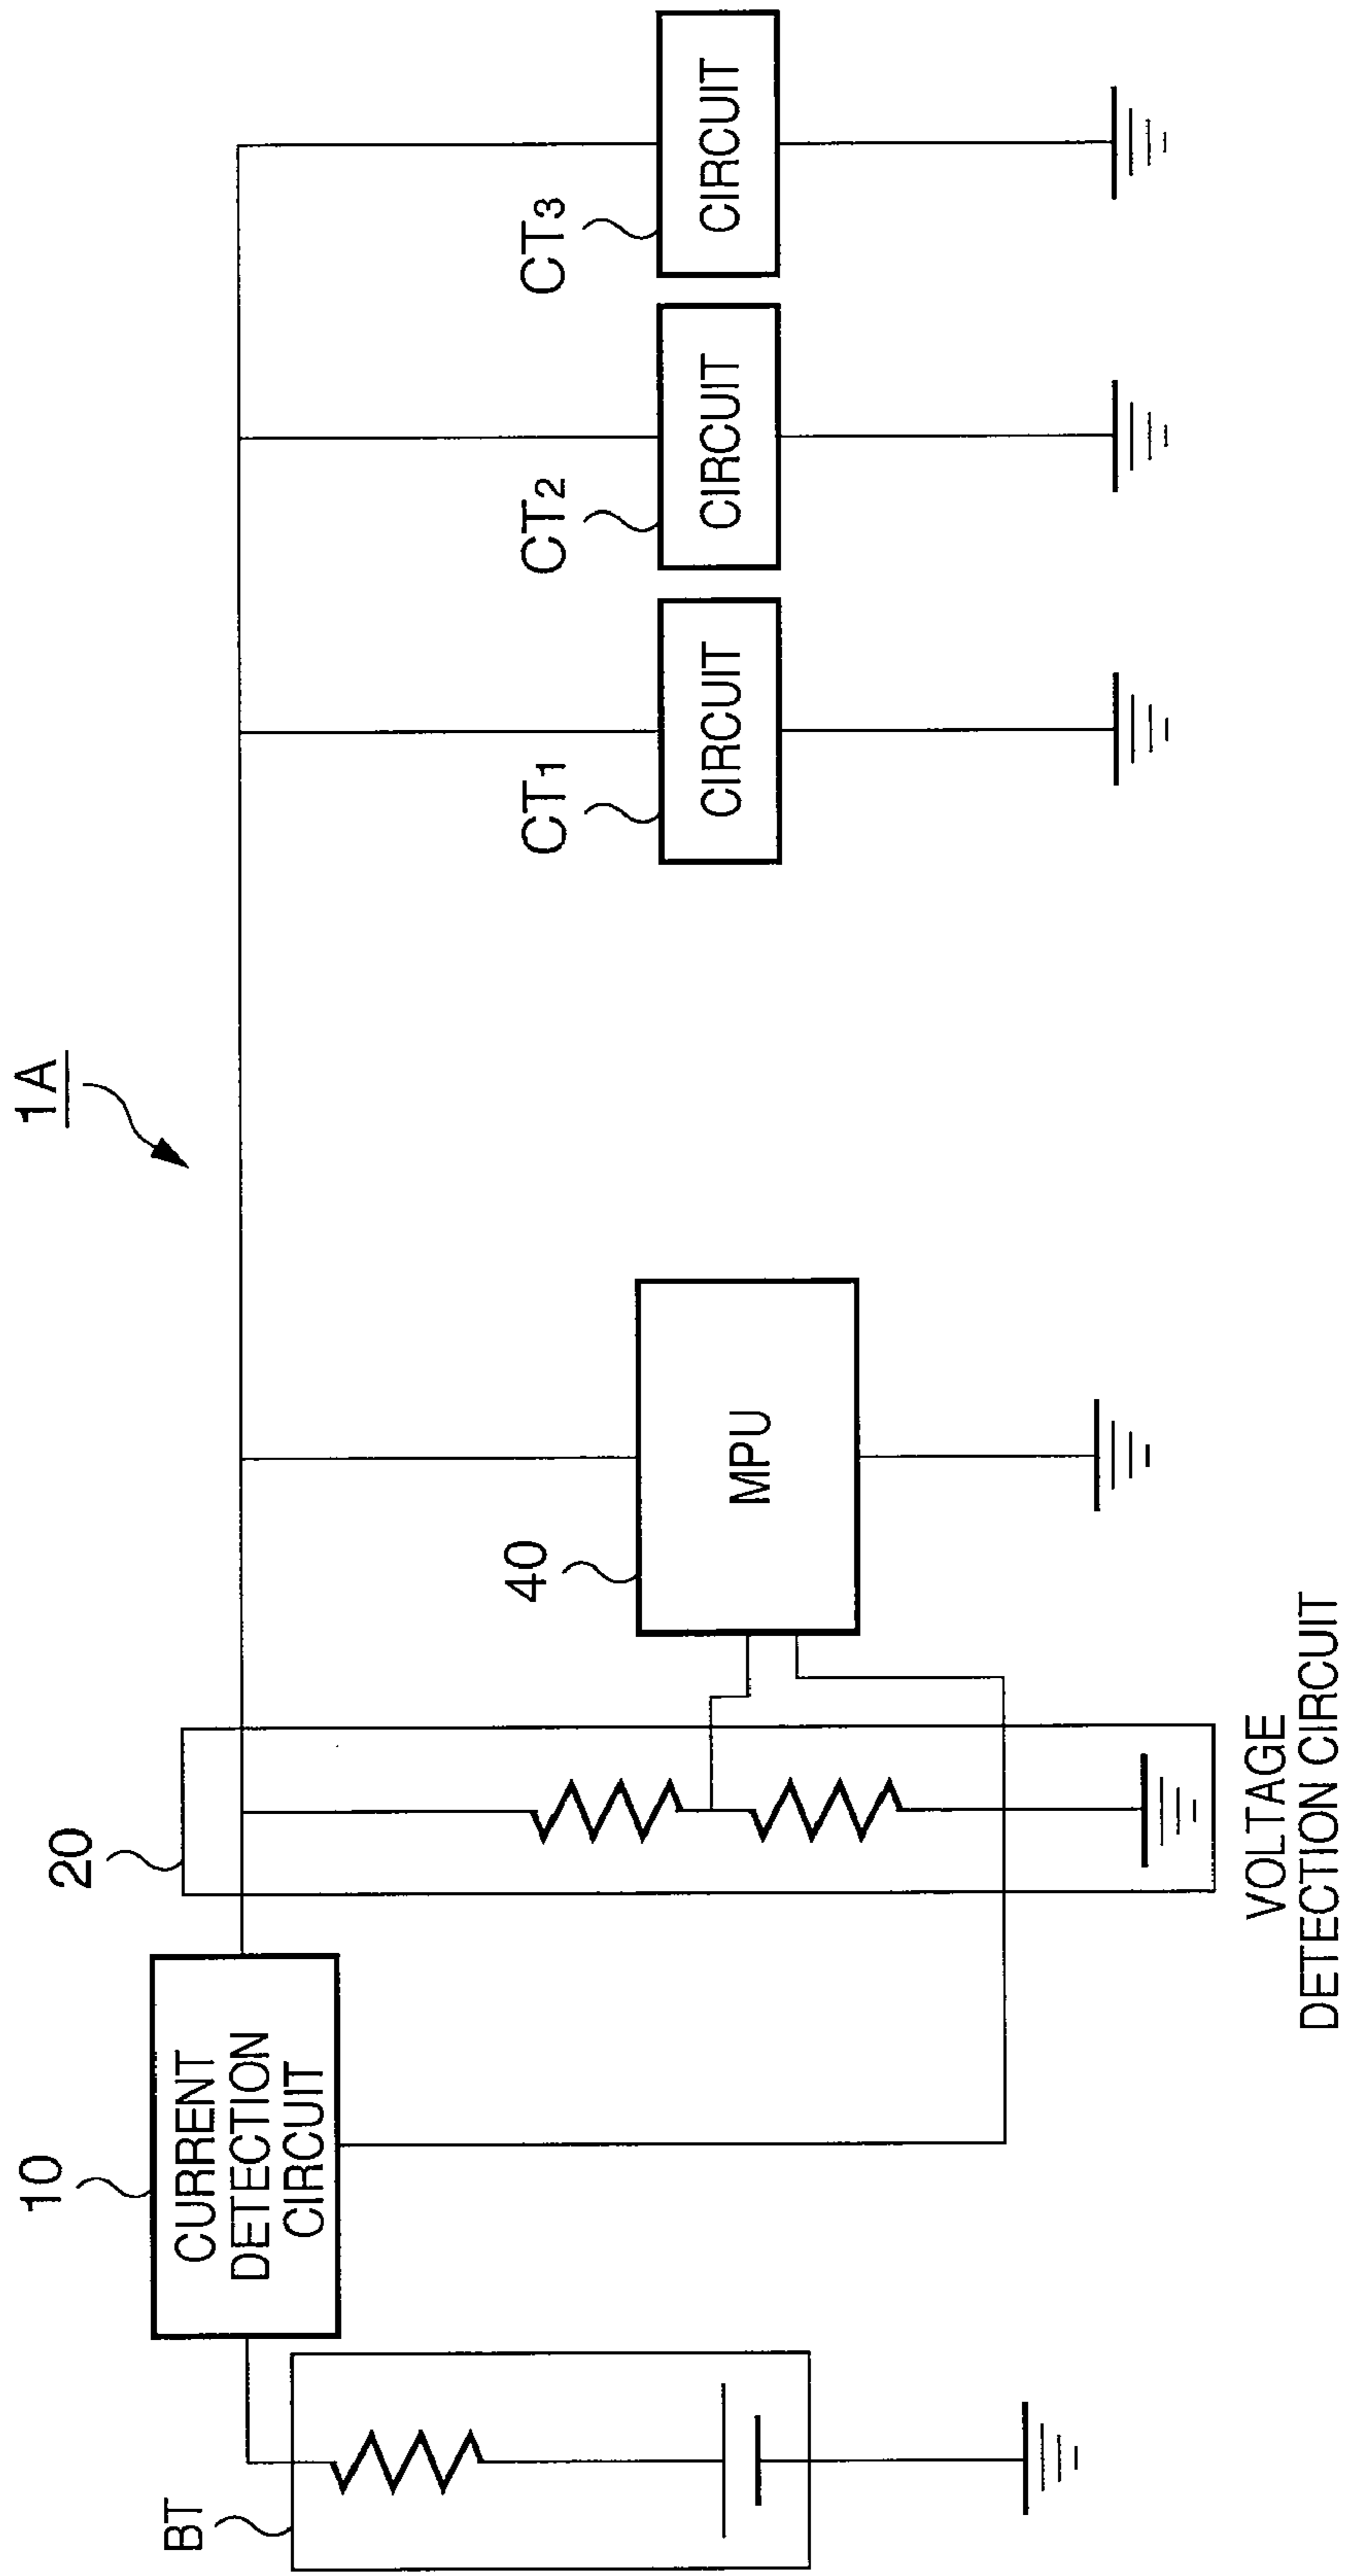 1A
10
CURRENT
DETECTION
CIRCUIT
20
BT
40
MPU
CT1
CIRCUIT
CT2
CIRCUIT
CT3
CIRCUIT
VOLTAGE
DETECTION CIRCUIT